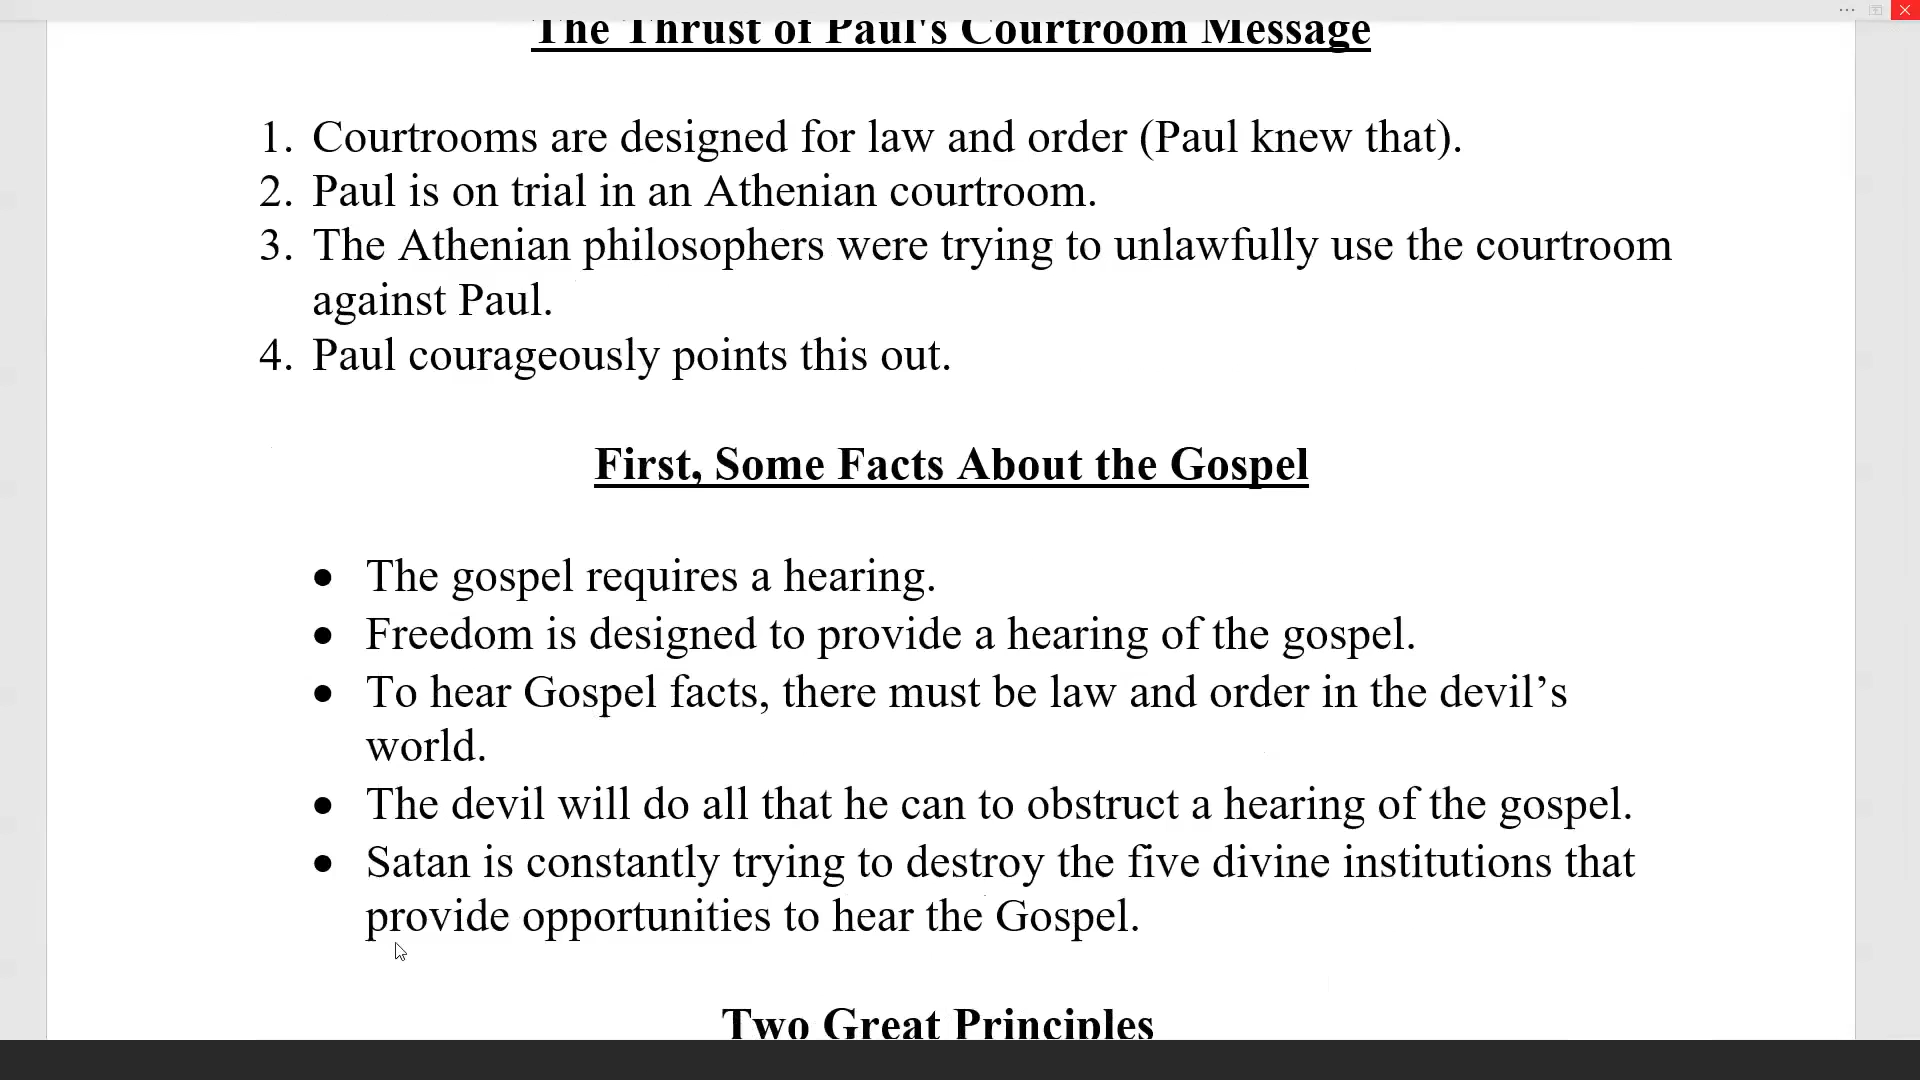 The Thrust of Paul's Courtroom Message
1. Courtrooms are designed for law and order (Paul knew that).
2. Paul is on trial in an Athenian courtroom.
3. The Athenian philosophers were trying to unlawfully use the courtroom
against Paul.
4. Paul courageously points this out.
First, Some Facts About the Gospel
• The gospel requires a hearing.
• Freedom is designed to provide a hearing of the gospel.
• To hear Gospel facts, there must be law and order in the devil’s
world.
• The devil will do all that he can to obstruct a hearing of the gospel.
• Satan is constantly trying to destroy the five divine institutions that
provide opportunities to hear the Gospel.
Two Great Principles